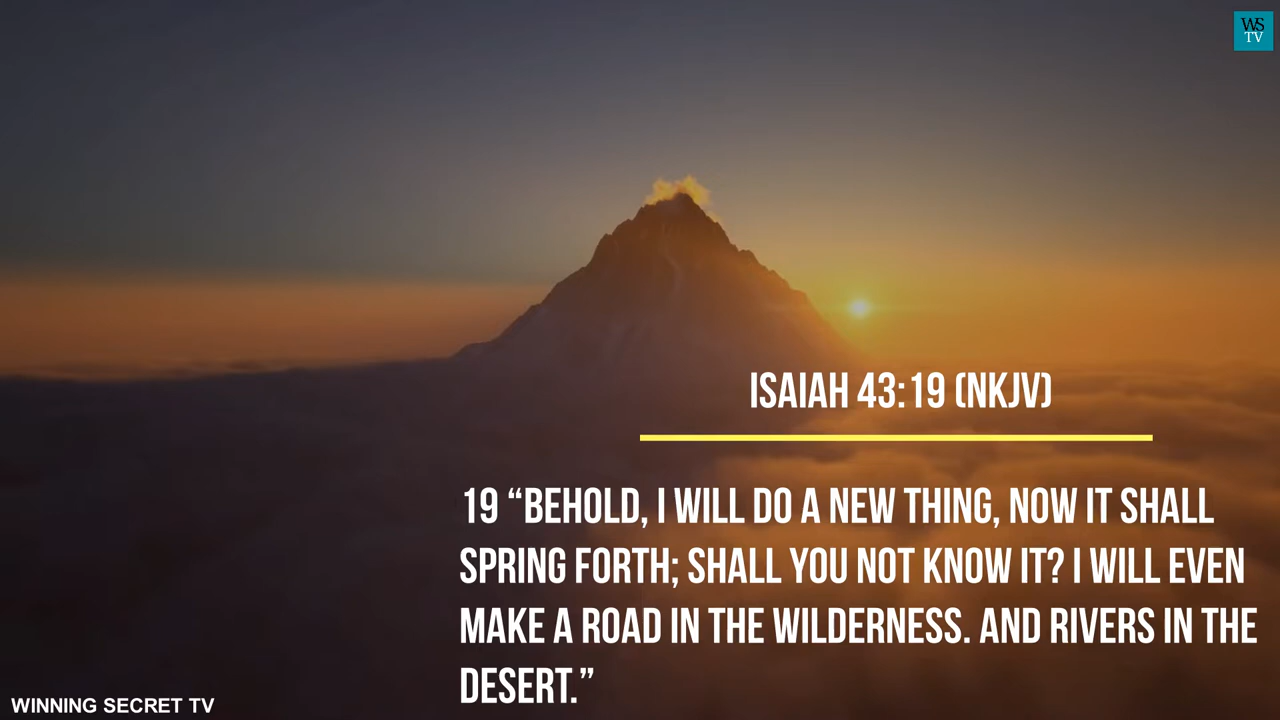 WS
TV
ISAIAH 43:19 (NKJV)
19 “BEHOLD, I WILL DO A NEW THING, NOW IT SHALL
SPRING FORTH; SHALL YOU NOT KNOW IT? I WILL EVEN
MAKE A ROAD IN THE WILDERNESS. AND RIVERS IN THE
DESERT.”
WINNING SECRET TV